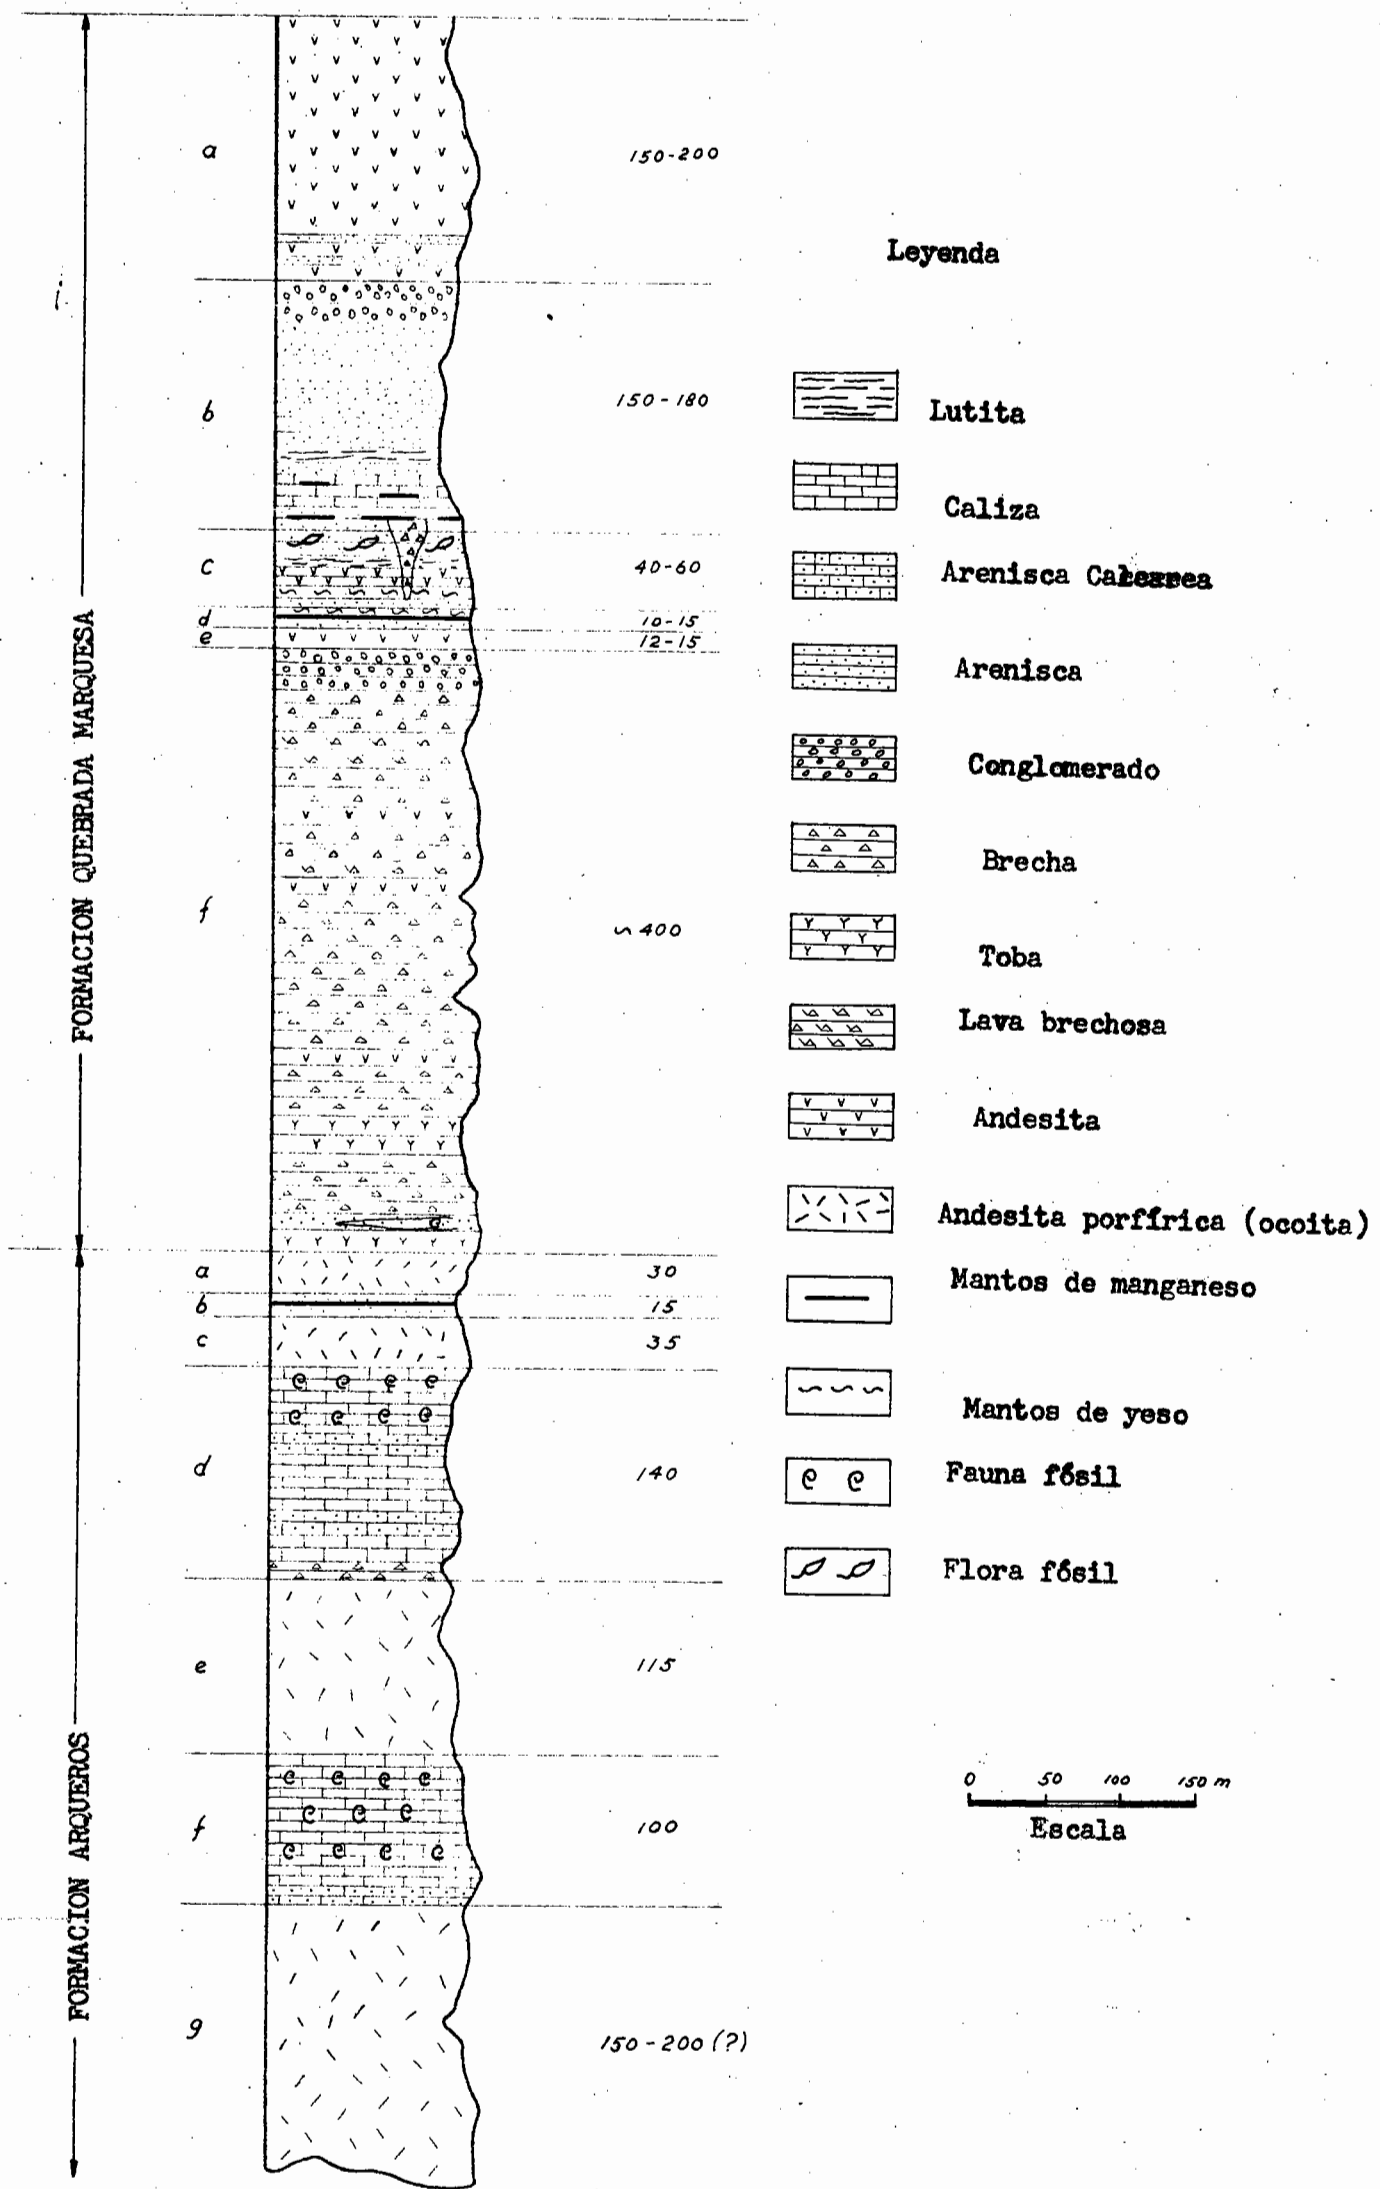 FORMACION QUEBRADA MARQUESA
a 150-200
b 150-180
c 40-60
d 10-15
e 12-15
f ∽ 400
FORMACION ARQUEROS
a 30
b 15
c 35
d 140
e 115
f 100
g 150-200 (?)
Leyenda
Lutita
Caliza
Arenisca Calcarea
Arenisca
Conglomerado
Brecha
Toba
Lava brechosa
Andesita
Andesita porfírica (ocoita)
Mantos de manganeso
Mantos de yeso
Fauna fósil
Flora fósil
0 50 100 150 m
Escala